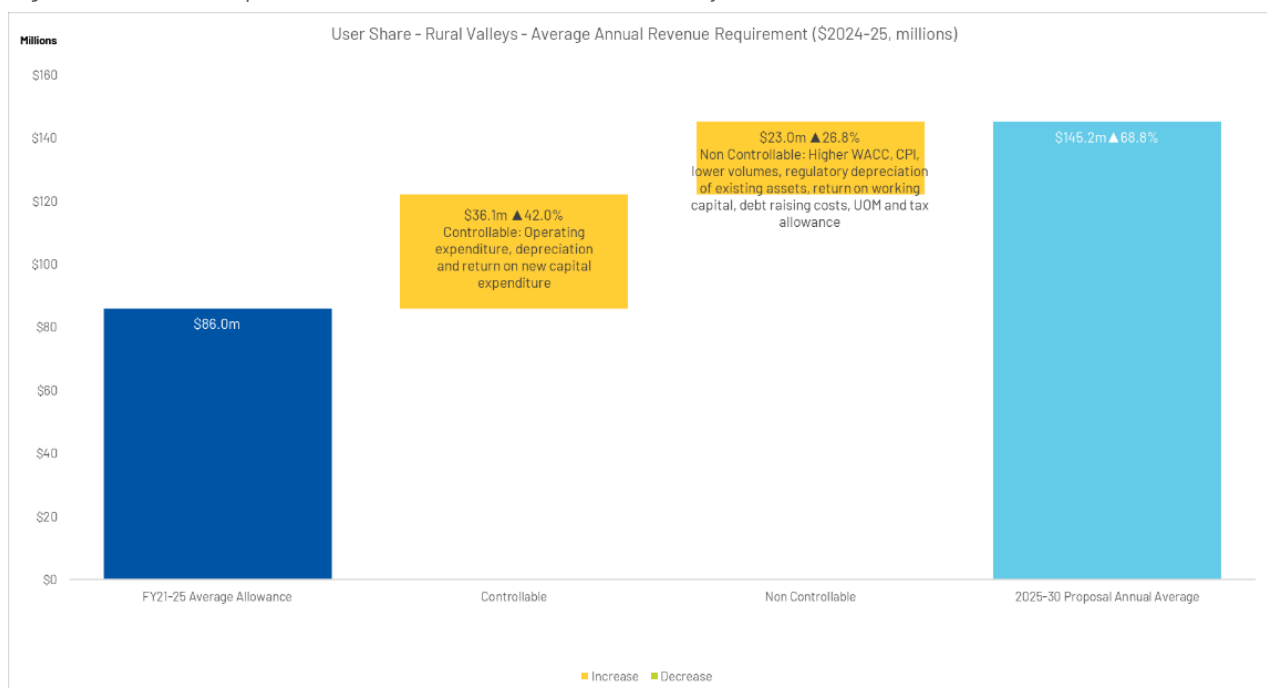 Millions
User Share - Rural Valleys - Average Annual Revenue Requirement ($2024-25, millions)
$160
$140
$120
$100
$80
$60
$40
$20
$0
$86.0m
$36.1m ▲42.0%
Controllable: Operating
expenditure, depreciation
and return on new capital
expenditure
$23.0m ▲26.8%
Non Controllable: Higher WACC, CPI,
lower volumes, regulatory depreciation
of existing assets, return on working
capital, debt raising costs, UOM and tax
allowance
$145.2m▲68.8%
FY21-25 Average Allowance
Controllable
Non Controllable
2025-30 Proposal Annual Average
Increase
Decrease